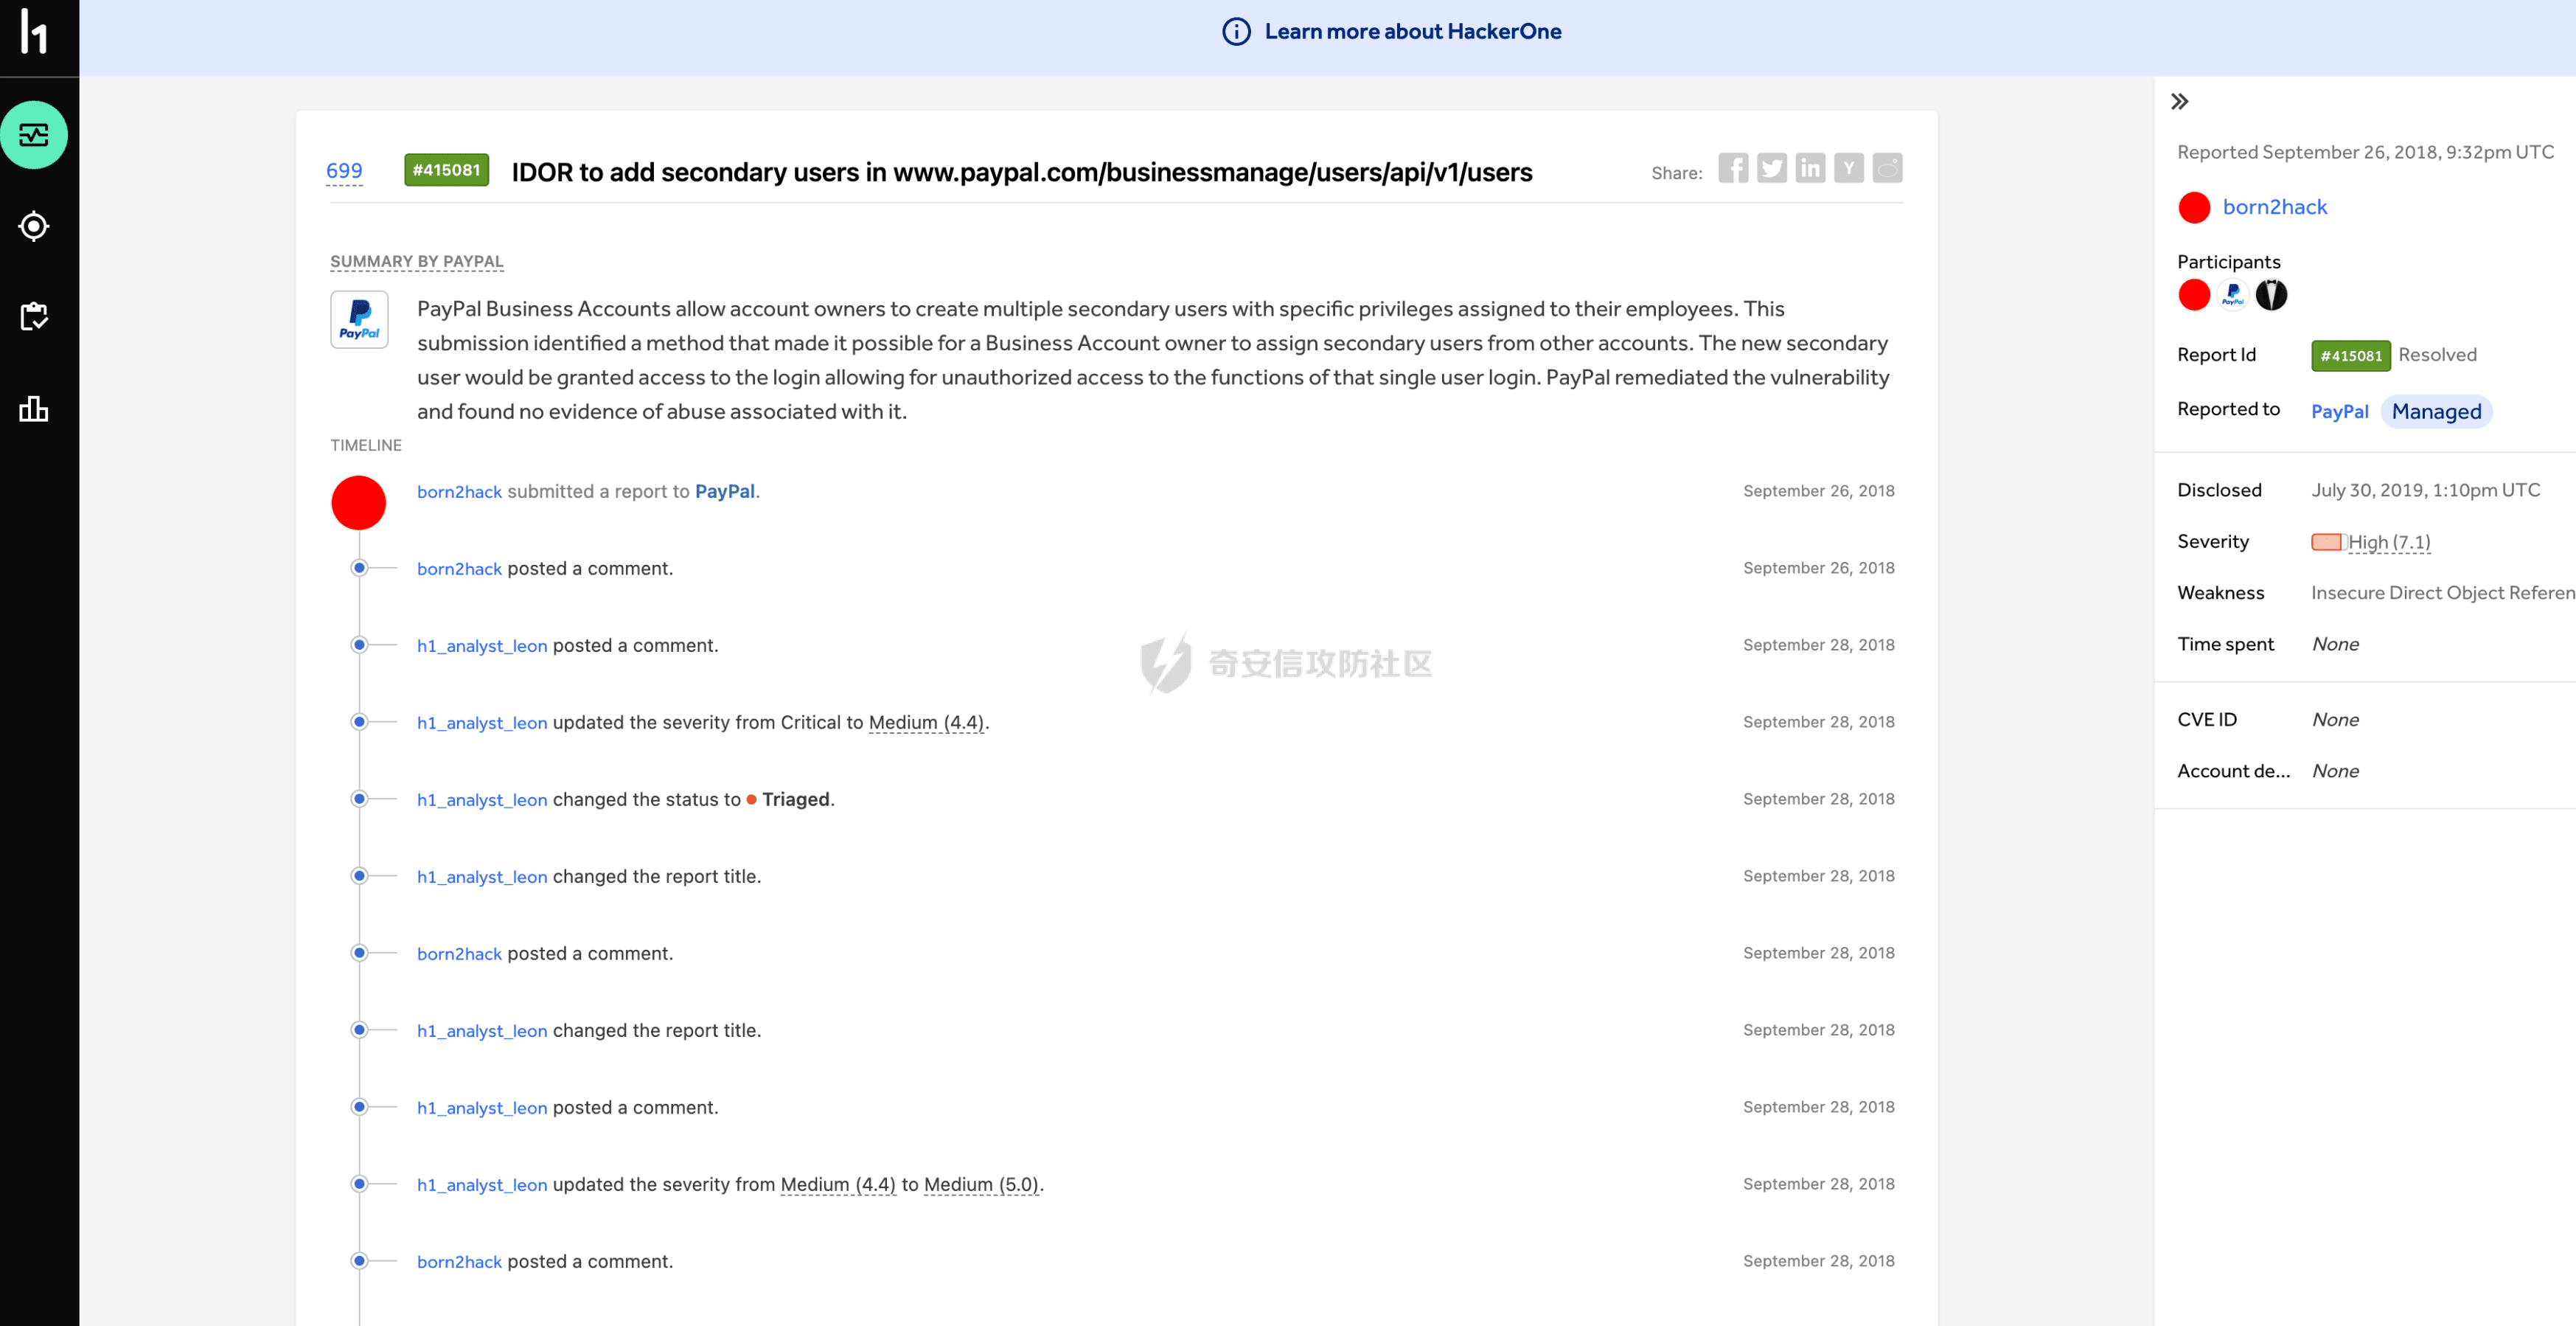 h1
Learn more about HackerOne
699 #415081 IDOR to add secondary users in www.paypal.com/businessmanage/users/api/v1/users Share: f in Y
SUMMARY BY PAYPAL
PayPal
PayPal Business Accounts allow account owners to create multiple secondary users with specific privileges assigned to their employees. This
submission identified a method that made it possible for a Business Account owner to assign secondary users from other accounts. The new secondary
user would be granted access to the login allowing for unauthorized access to the functions of that single user login. PayPal remediated the vulnerability
and found no evidence of abuse associated with it.
TIMELINE
born2hack submitted a report to PayPal. September 26, 2018
born2hack posted a comment. September 26, 2018
h1_analyst_leon posted a comment. September 28, 2018
奇安信攻防社区
h1_analyst_leon updated the severity from Critical to Medium (4.4). September 28, 2018
h1_analyst_leon changed the status to Triaged. September 28, 2018
h1_analyst_leon changed the report title. September 28, 2018
born2hack posted a comment. September 28, 2018
h1_analyst_leon changed the report title. September 28, 2018
h1_analyst_leon posted a comment. September 28, 2018
h1_analyst_leon updated the severity from Medium (4.4) to Medium (5.0). September 28, 2018
born2hack posted a comment. September 28, 2018
Reported September 26, 2018, 9:32pm UTC
born2hack
Participants
PayPal
Report Id #415081 Resolved
Reported to PayPal Managed
Disclosed July 30, 2019, 1:10pm UTC
Severity High (7.1)
Weakness Insecure Direct Object Referen
Time spent None
CVE ID None
Account de... None